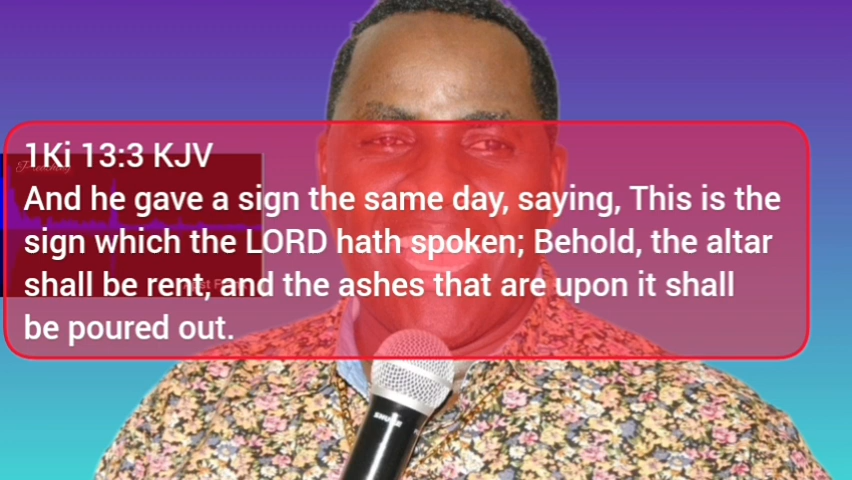 1Ki 13:3 KJV
And he gave a sign the same day, saying, This is the
sign which the LORD hath spoken; Behold, the altar
shall be rent, and the ashes that are upon it shall
be poured out.
Preaching
SHURE